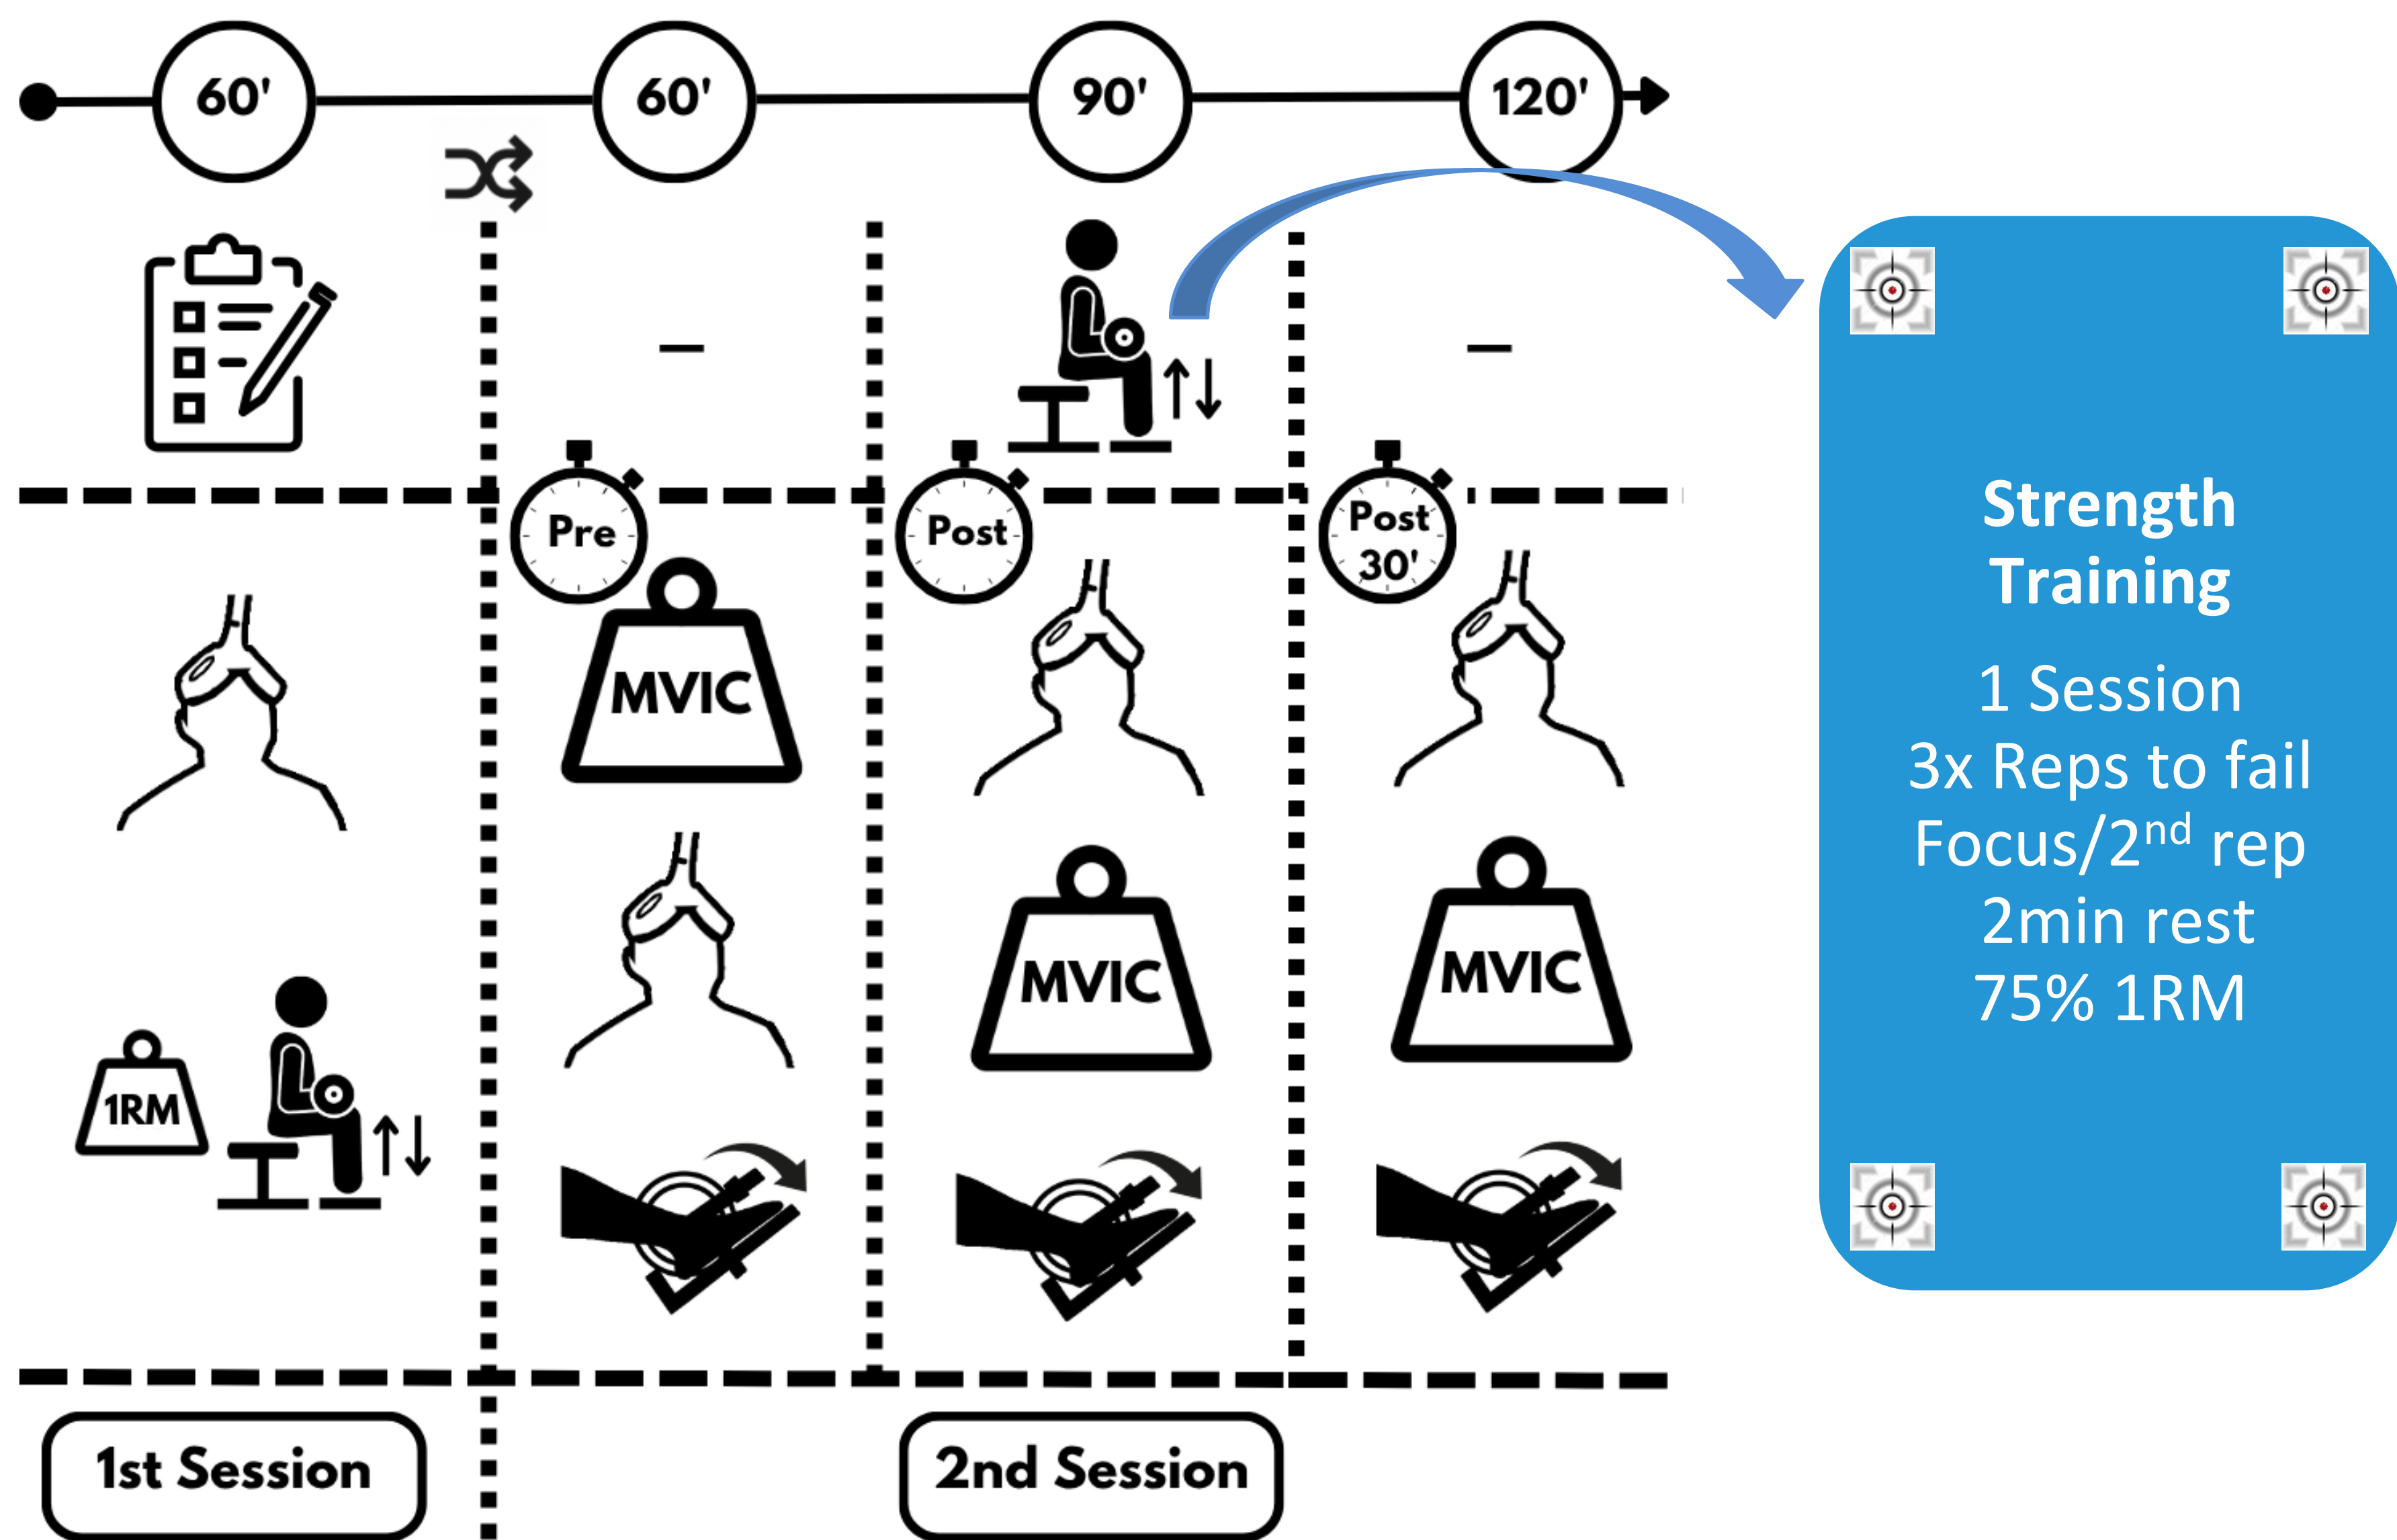 60'
60'
90'
120'
Pre
Post
Post
30'
MVIC
MVIC
MVIC
1RM
1st Session
2nd Session
Strength
Training
1 Session
3x Reps to fail
Focus/2nd rep
2min rest
75% 1RM